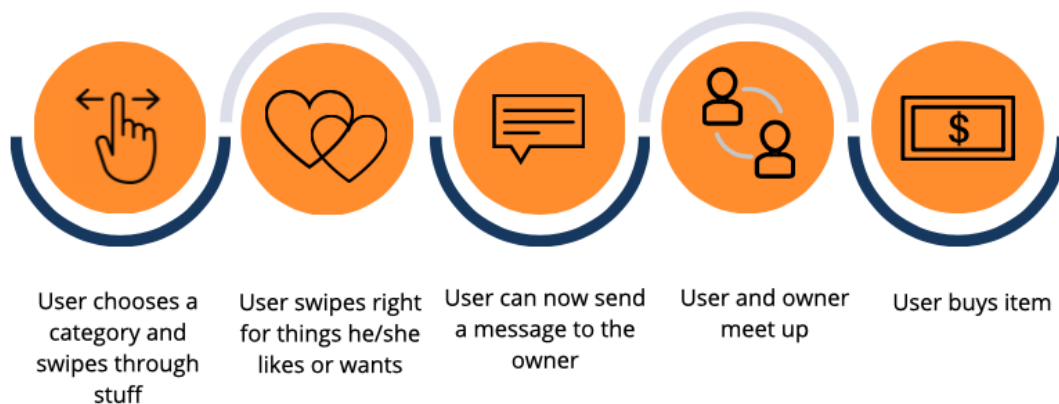 $
User chooses a
category and
swipes through
stuff
User swipes right
for things he/she
likes or wants
User can now send
a message to the
owner
User and owner
meet up
User buys item